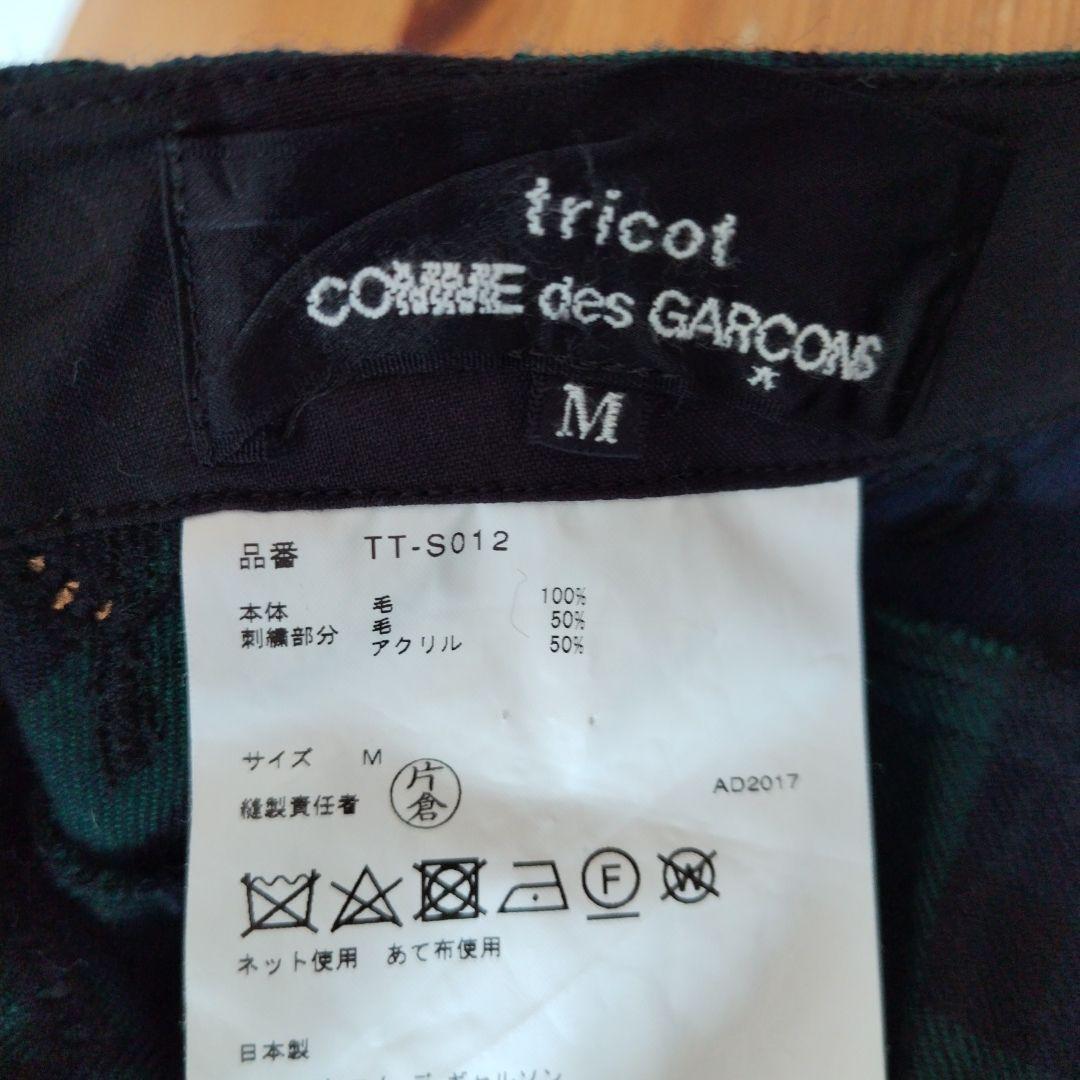 tricot
COMME des GARCONS
M
品番 TT-S012
本体 毛 100%
刺繍部分 毛 50%
アクリル 50%
サイズ M
縫製責任者 片倉
AD2017
F W
ネット使用 あて布使用
日本製